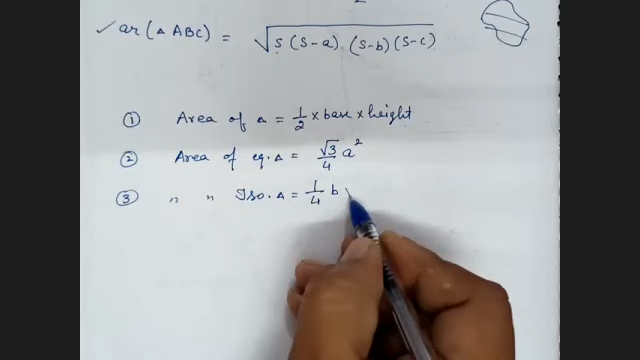 ✓ ar (△ ABC) = √ S (S-a) (S-b) (S-c)
① Area of △ = 1/2 × base × height
② Area of eq. △ = √3/4 a²
③ ,, ,, Iso. △ = 1/4 b